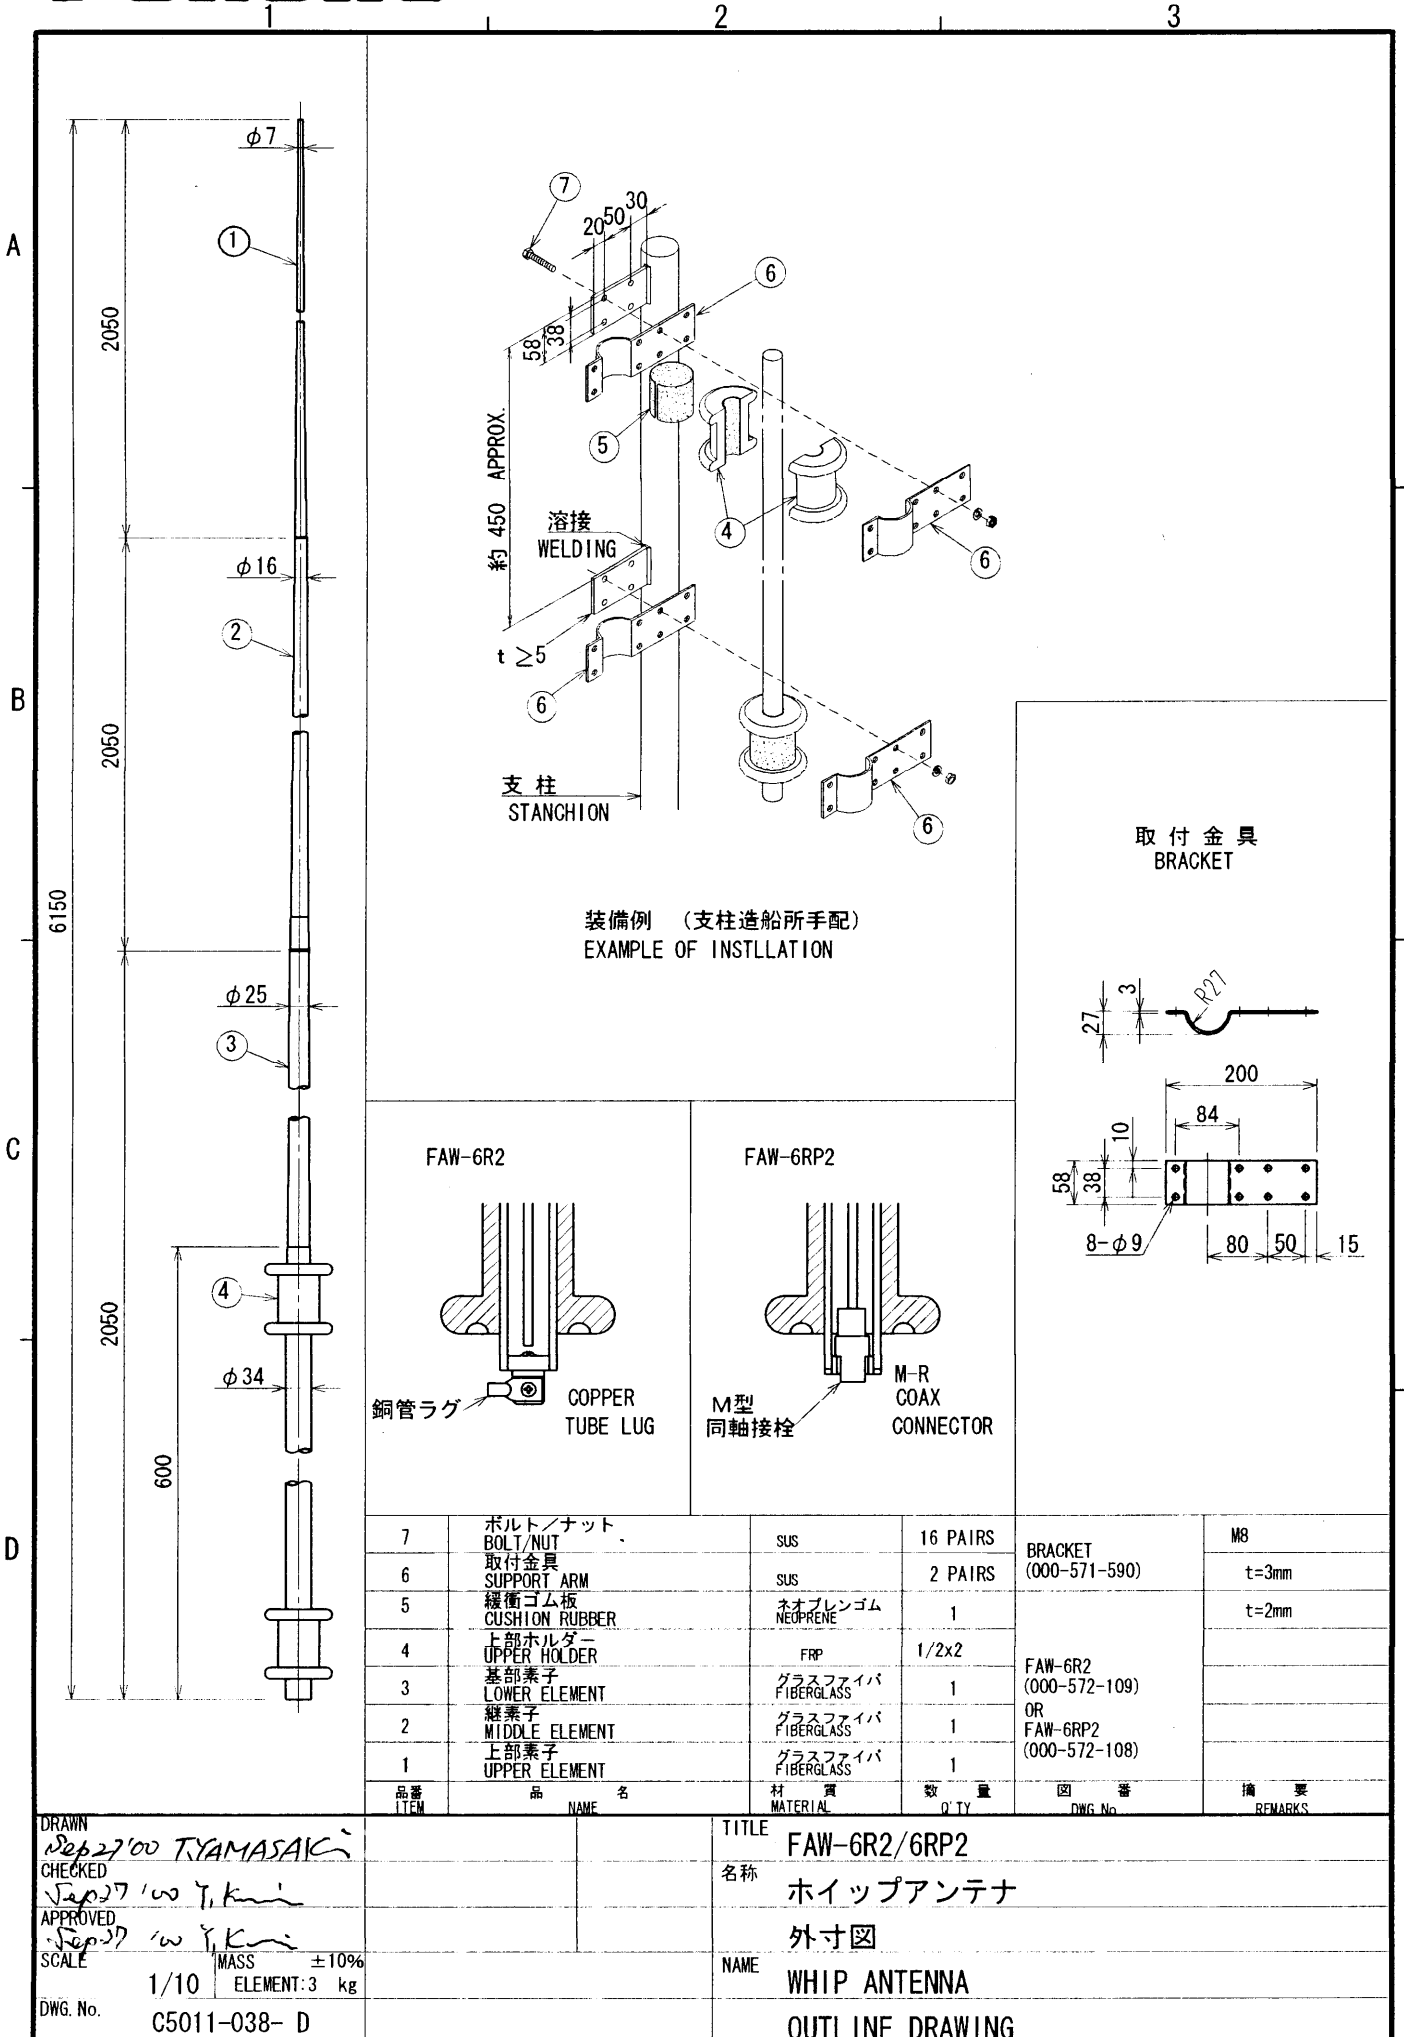 1
2
3
A
B
C
D
φ7
1
2050
φ16
2
2050
6150
φ25
3
4
2050
φ34
600
7
20
50
30
6
58
38
5
4
約 450 APPROX.
溶接
WELDING
6
t ≥5
6
支 柱
STANCHION
6
装備例 (支柱造船所手配)
EXAMPLE OF INSTLLATION
取 付 金 具
BRACKET
3
27
R27
200
84
10
58
38
8-φ9
80
50
15
FAW-6R2
銅管ラグ
COPPER
TUBE LUG
FAW-6RP2
M型
同軸接栓
M-R
COAX
CONNECTOR
7 ボルト/ナット SUS 16 PAIRS BRACKET M8
BOLT/NUT (000-571-590)
6 取付金具 SUS 2 PAIRS t=3mm
SUPPORT ARM
5 緩衝ゴム板 ネオプレンゴム 1 t=2mm
CUSHION RUBBER NEOPRENE
4 上部ホルダー FRP 1/2x2
UPPER HOLDER
3 基部素子 グラスファイバ 1 FAW-6R2
LOWER ELEMENT FIBERGLASS (000-572-109)
2 継素子 グラスファイバ 1 OR
MIDDLE ELEMENT FIBERGLASS FAW-6RP2
1 上部素子 グラスファイバ 1 (000-572-108)
UPPER ELEMENT FIBERGLASS
品番 品 名 材 質 数 量 図 番 摘 要
ITEM NAME MATERIAL Q'TY DWG.No. REMARKS
DRAWN
Sep 27 '00 T.YAMASAKI
CHECKED
Sep 27 '00
APPROVED
Sep 27 '00
SCALE 1/10
MASS ±10%
ELEMENT:3 kg
DWG. No. C5011-038- D
TITLE FAW-6R2/6RP2
名称 ホイップアンテナ
外寸図
NAME WHIP ANTENNA
OUTLINE DRAWING